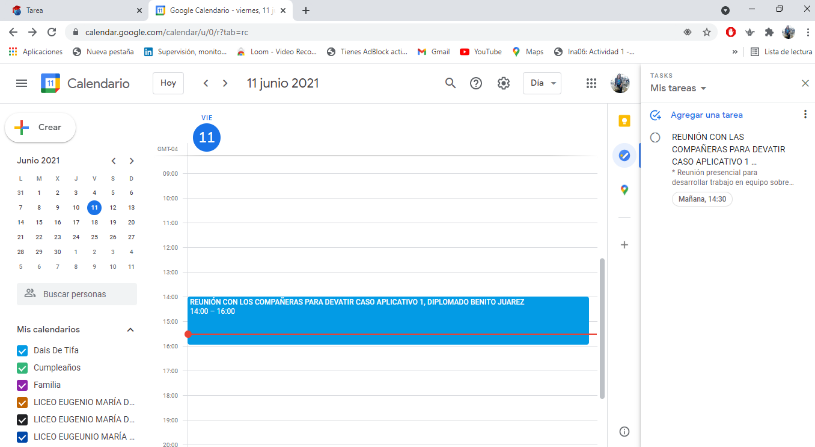 Tarea
Google Calendar - viernes, 11 j
calendar.google.com/calendar/u/0/r?tab=rc
Aplicaciones
Nueva pestaña
Supervisión, monito...
Loom - Video Reco...
Tienes AdBlock acti...
Gmail
YouTube
Maps
Ira06: Actividad 1 -...
»
Lista de lectura
11
Calendario
Hoy
11 junio 2021
Día
TASKS
Mis tareas
Crear
VIE
11
GMT-04
Agregar una tarea
REUNIÓN CON LAS
COMPAÑERAS PARA DEVATIR
CASO APLICATIVO 1 ...
* Reunión presencial para
desarrollar trabajo en equipo sobre...
Mañana, 14:30
Junio 2021
L M M J V S D
31 1 2 3 4 5 6
7 8 9 10 11 12 13
14 15 16 17 18 19 20
21 22 23 24 25 26 27
28 29 30 1 2 3 4
5 6 7 8 9 10 11
Buscar personas
Mis calendarios
Dais De Tifa
Cumpleaños
Familia
LICEO EUGENIO MARÍA D...
LICEO EUGENIO MARÍA D...
LICEO EUGEUNIO MARÍA ...
09:00
10:00
11:00
12:00
13:00
14:00
REUNIÓN CON LOS COMPAÑERAS PARA DEVATIR CASO APLICATIVO 1, DIPLOMADO BENITO JUAREZ
14:00 – 16:00
15:00
16:00
17:00
18:00
19:00
20:00